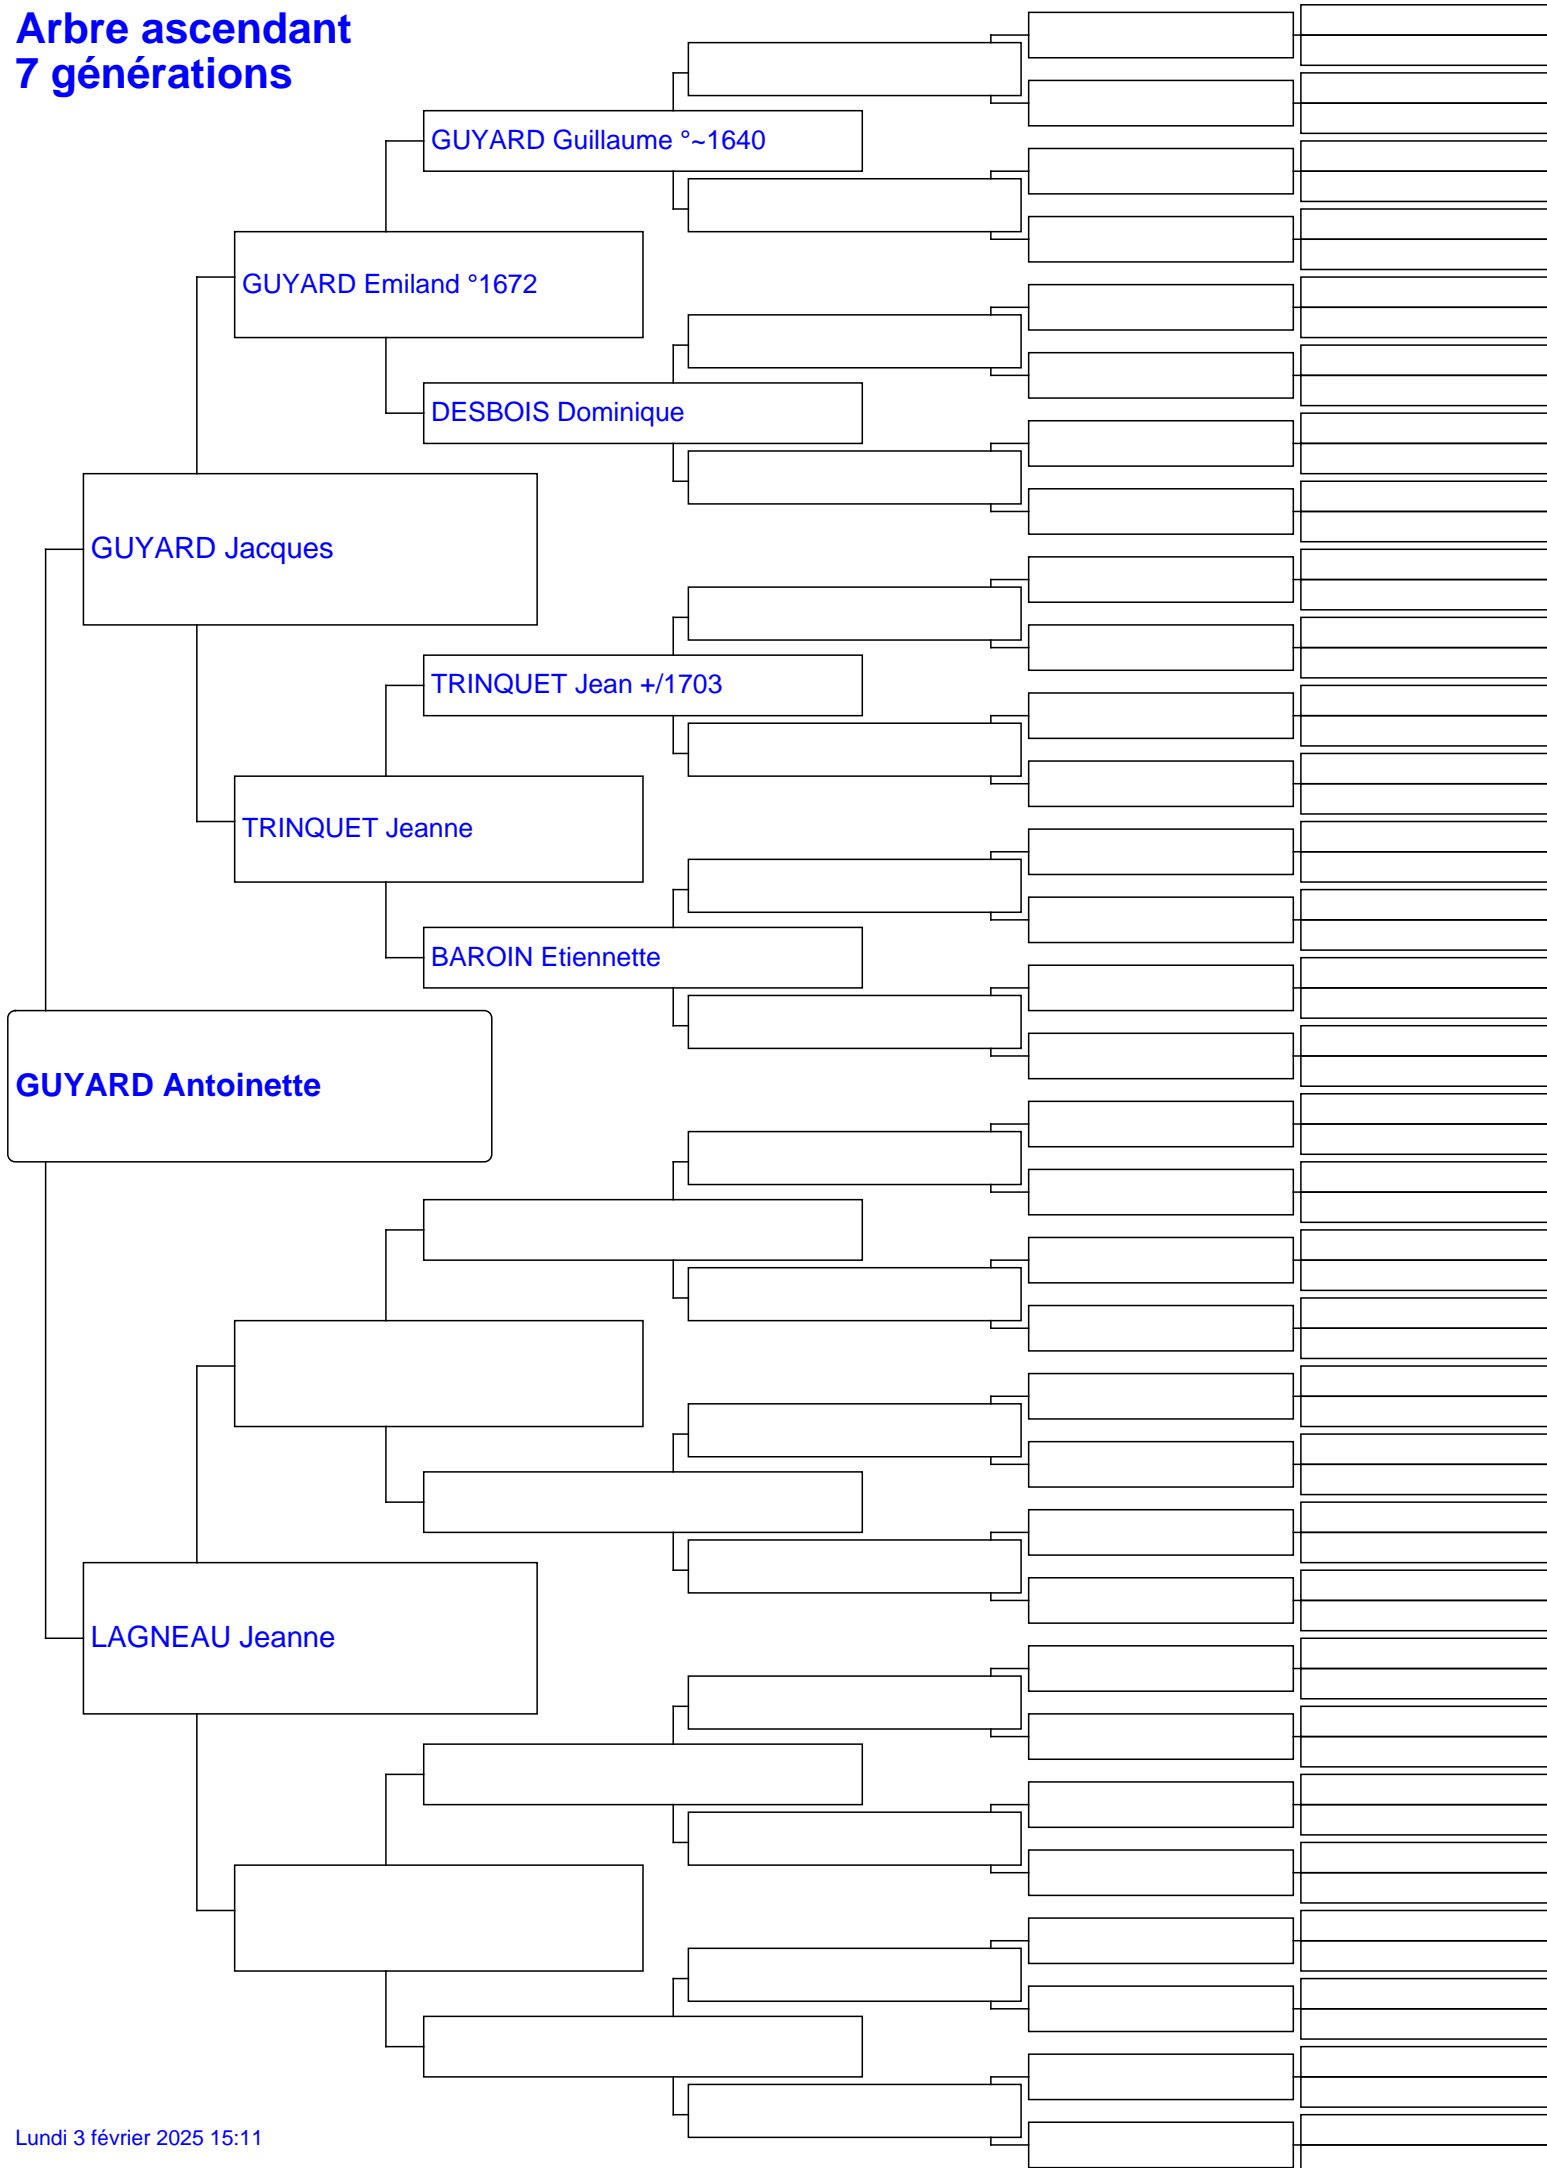 Arbre ascendant
7 générations
GUYARD Guillaume °~1640
GUYARD Emiland °1672
DESBOIS Dominique
GUYARD Jacques
TRINQUET Jean +/1703
TRINQUET Jeanne
BAROIN Etiennette
GUYARD Antoinette
LAGNEAU Jeanne
Lundi 3 février 2025 15:11